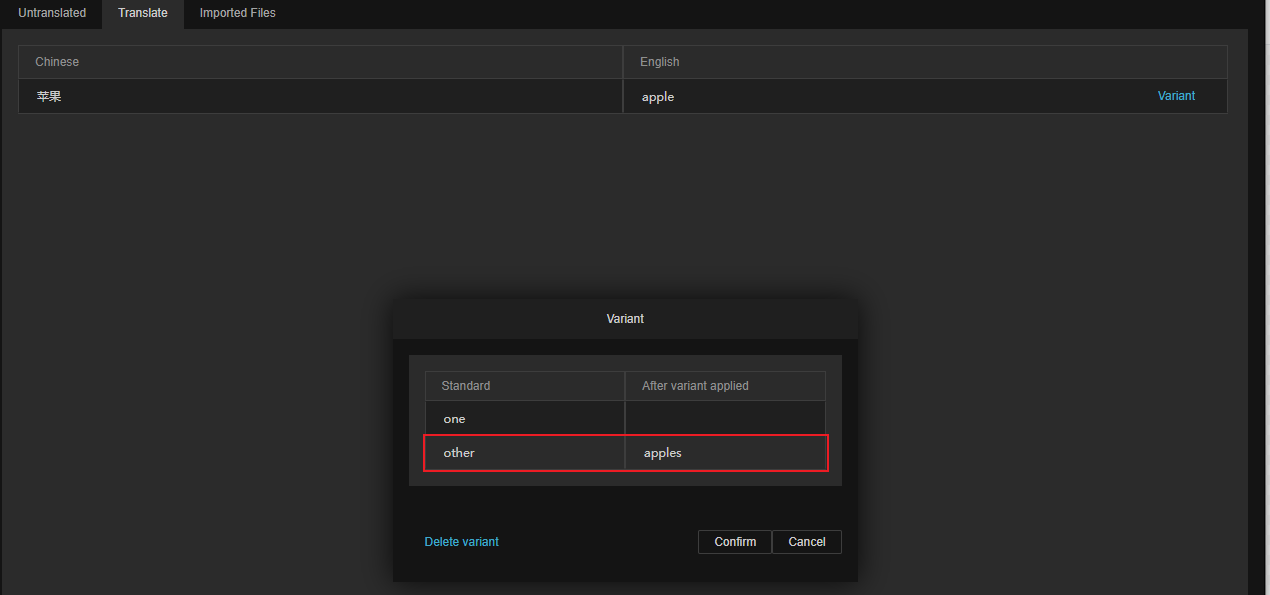 Untranslated Translate Imported Files
Chinese English
苹果 apple Variant
Variant
Standard After variant applied
one
other apples
Delete variant Confirm Cancel